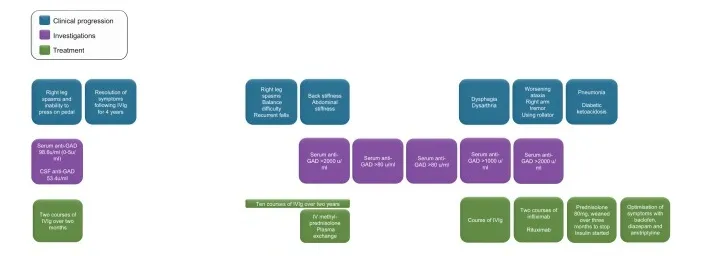 Clinical progression
Investigations
Treatment
Right leg
spasms and
inability to
press on pedal
Resolution of
symptoms
following IVIg
for 4 years
Right leg
spasms
Balance
difficulty
Recurrent falls
Back stiffness
Abdominal
stiffness
Dysphagia
Dysarthria
Worsening
ataxia
Right arm
tremor
Using rollator
Pneumonia
Diabetic
ketoacidosis
Serum anti-GAD
98.6u/ml (0-5u/
ml)
CSF anti-GAD
53.4u/ml
Serum anti-
GAD >2000 u/
ml
Serum anti-
GAD >80 u/ml
Serum anti-
GAD >80 u/ml
Serum anti-
GAD >1000 u/
ml
Serum anti-
GAD >2000 u/
ml
Two courses of
IVIg over two
months
Ten courses of IVIg over two years
IV methyl-
prednisolone
Plasma
exchange
Course of IVIg
Two courses of
infliximab
Rituximab
Prednisolone
60mg, weaned
over three
months to stop
Insulin started
Optimisation of
symptoms with
baclofen,
diazepam and
amitriptyline